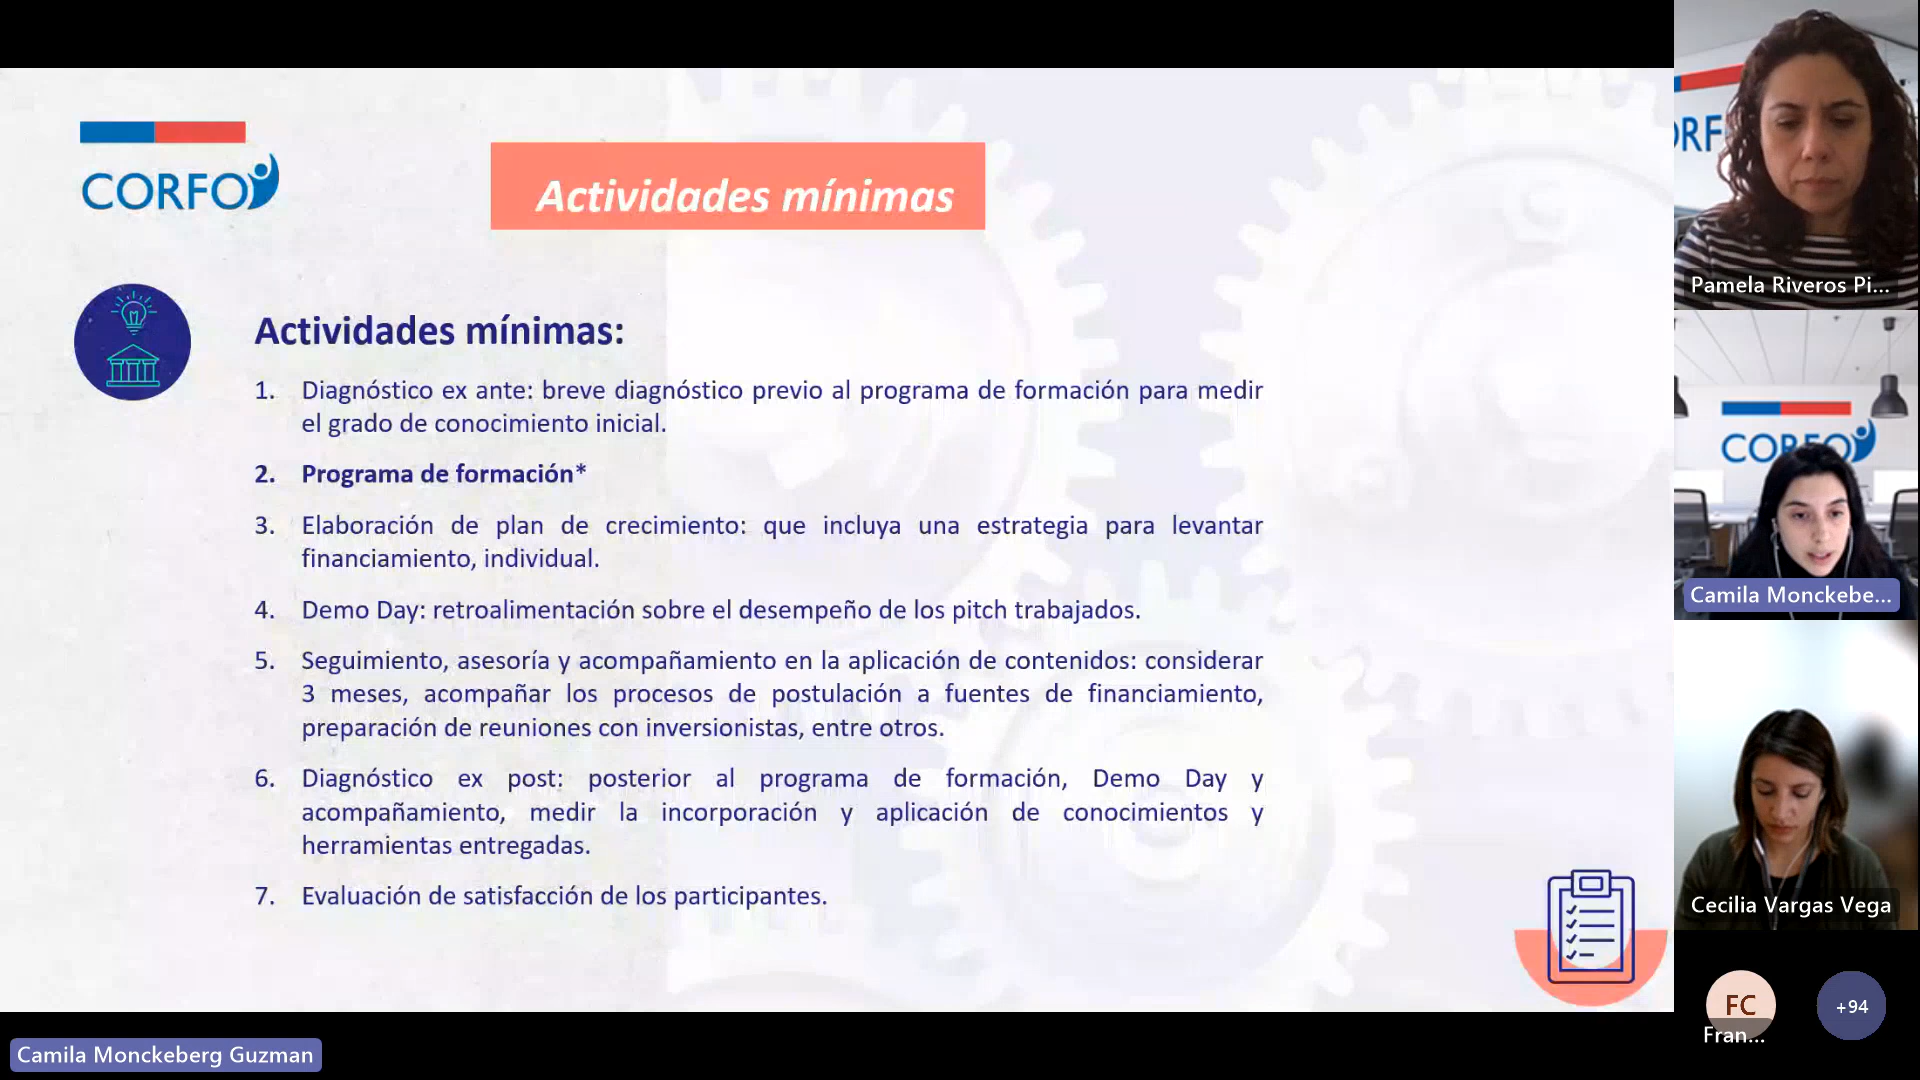 CORFO
Actividades mínimas
Actividades mínimas:
1. Diagnóstico ex ante: breve diagnóstico previo al programa de formación para medir
el grado de conocimiento inicial.
2. Programa de formación*
3. Elaboración de plan de crecimiento: que incluya una estrategia para levantar
financiamiento, individual.
4. Demo Day: retroalimentación sobre el desempeño de los pitch trabajados.
5. Seguimiento, asesoría y acompañamiento en la aplicación de contenidos: considerar
3 meses, acompañar los procesos de postulación a fuentes de financiamiento,
preparación de reuniones con inversionistas, entre otros.
6. Diagnóstico ex post: posterior al programa de formación, Demo Day y
acompañamiento, medir la incorporación y aplicación de conocimientos y
herramientas entregadas.
7. Evaluación de satisfacción de los participantes.
Camila Monckeberg Guzman
ORF
Pamela Riveros Pi...
CORFO
Camila Monckebe...
Cecilia Vargas Vega
FC
Fran...
+94